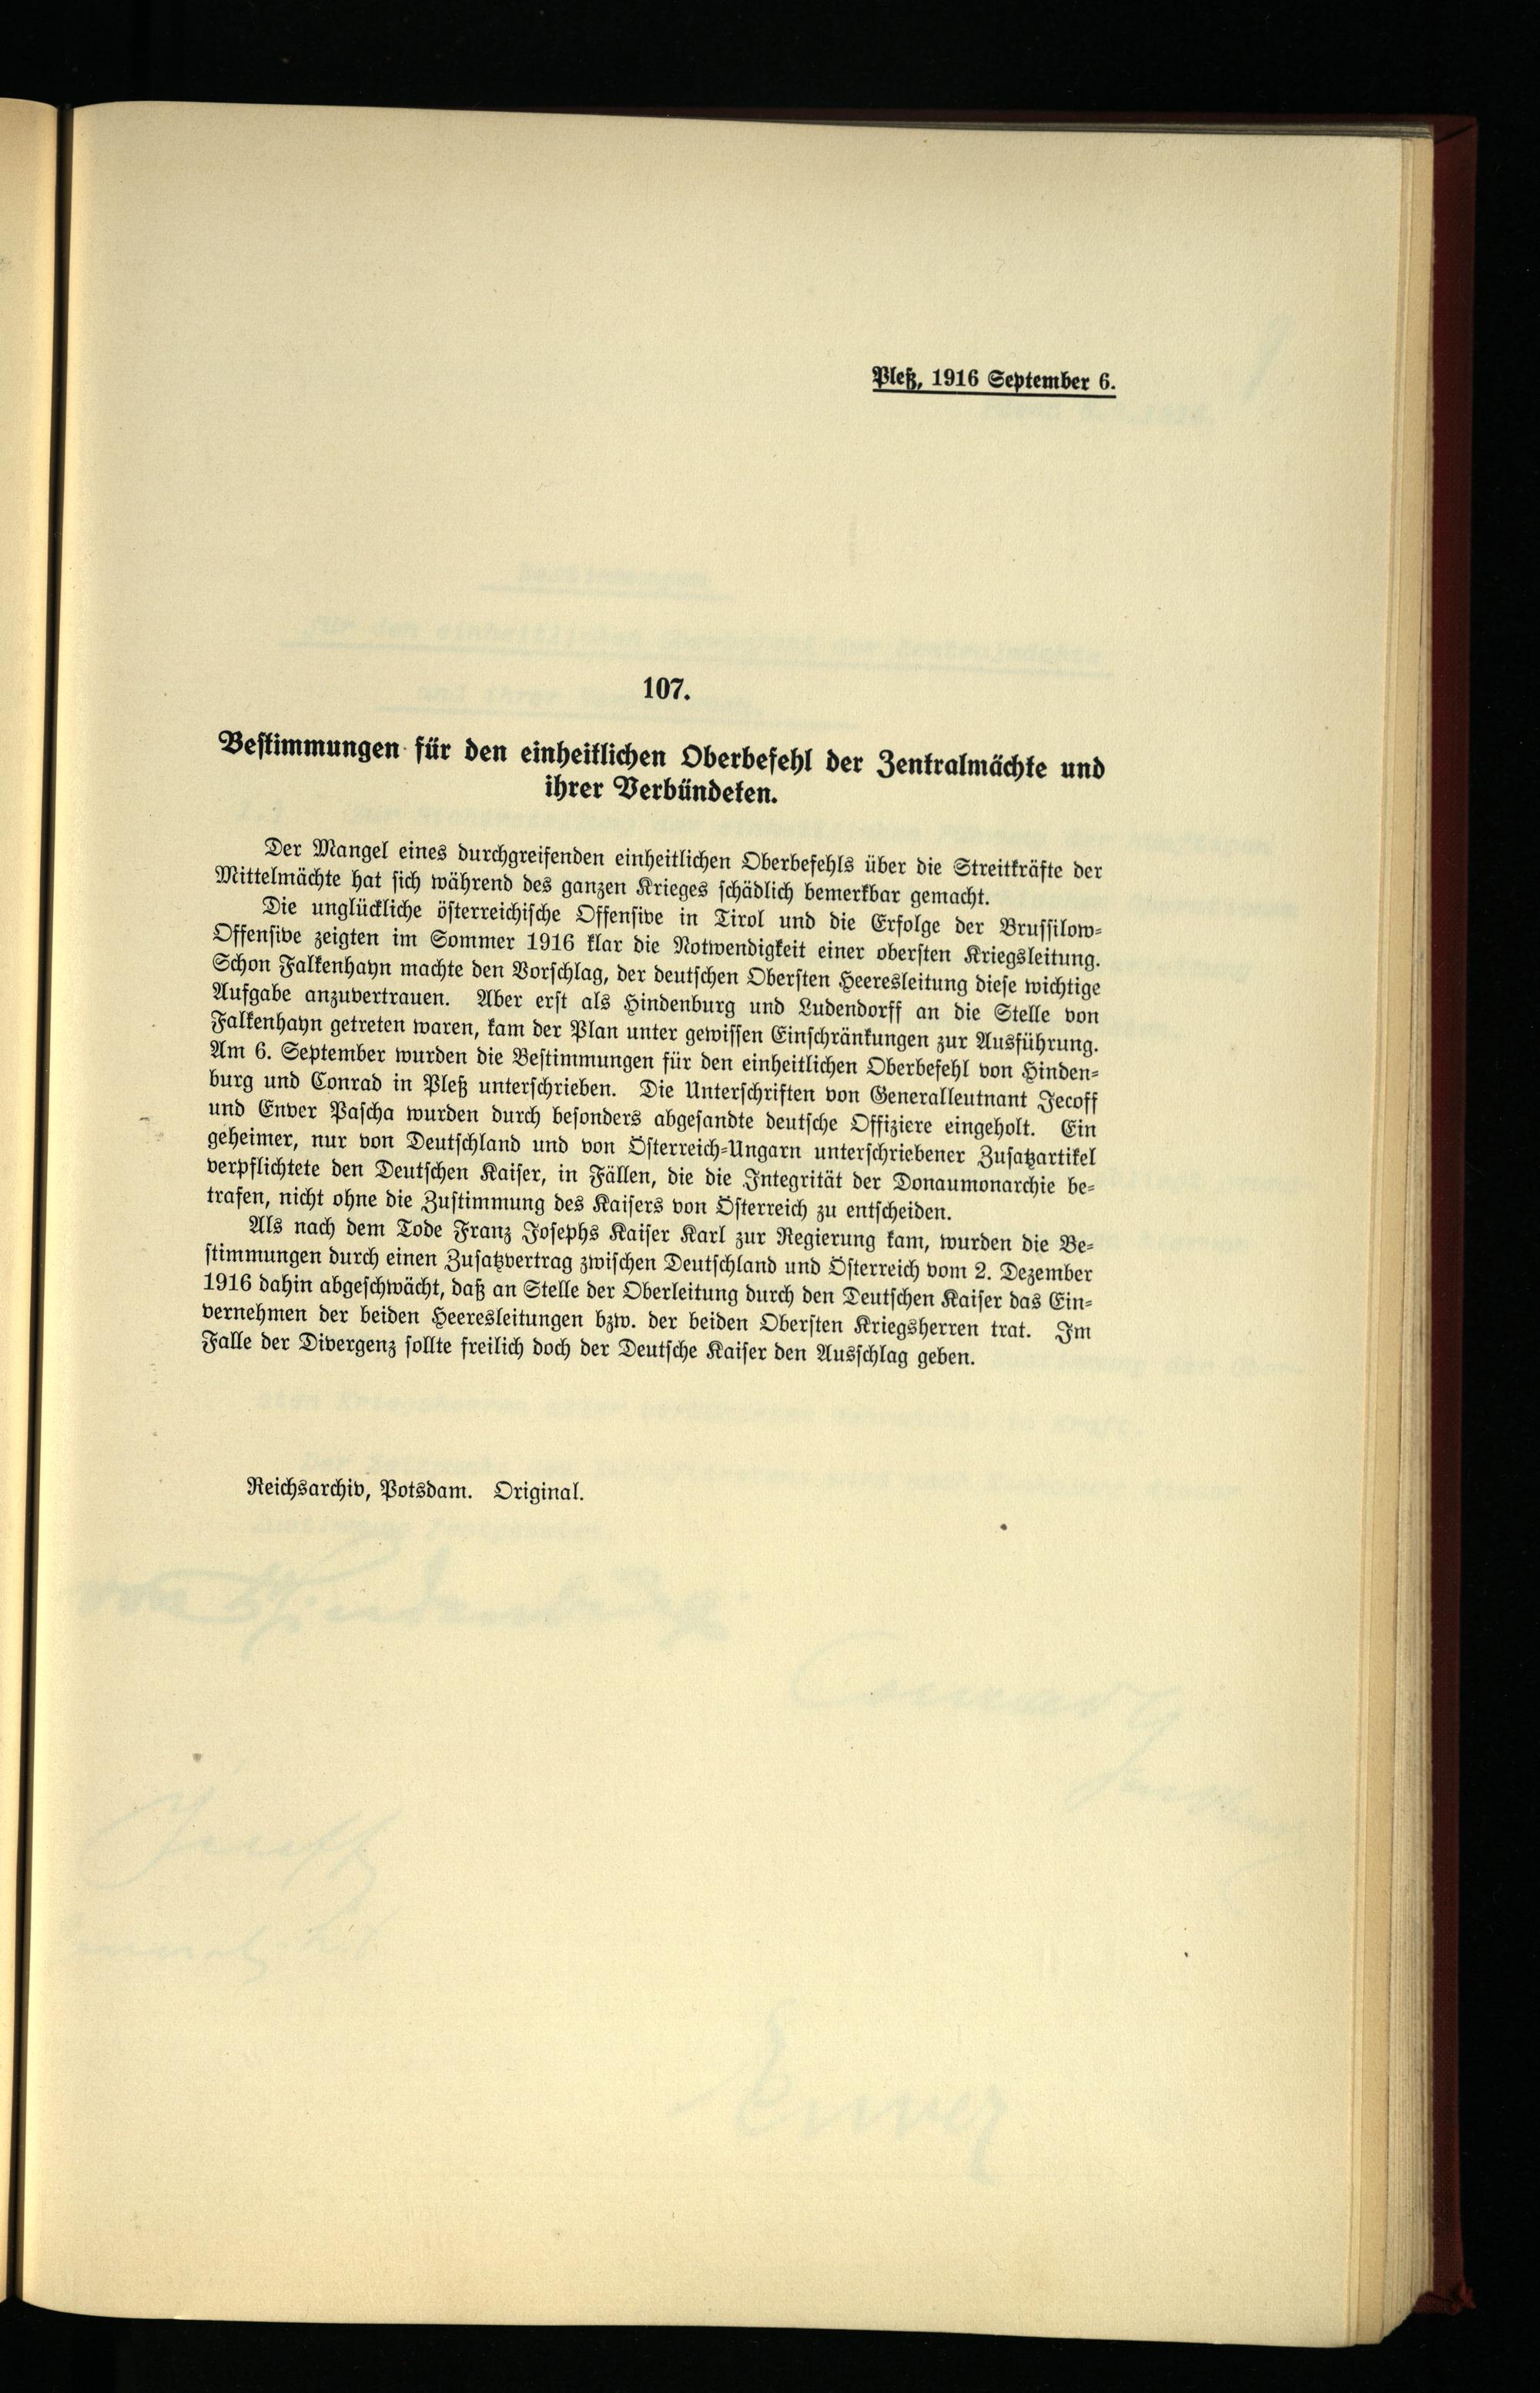 Pleß, 1916 September 6.
107.
Bestimmungen für den einheitlichen Oberbefehl der Zentralmächte und
ihrer Verbündeten.
Der Mangel eines durchgreifenden einheitlichen Oberbefehls über die Streitkräfte der
Mittelmächte hat sich während des ganzen Krieges schädlich bemerkbar gemacht.
Die unglückliche österreichische Offensive in Tirol und die Erfolge der Brussilow-
Offensive zeigten im Sommer 1916 klar die Notwendigkeit einer obersten Kriegsleitung.
Schon Falkenhayn machte den Vorschlag, der deutschen Obersten Heeresleitung diese wichtige
Aufgabe anzuvertrauen. Aber erst als Hindenburg und Ludendorff an die Stelle von
Falkenhayn getreten waren, kam der Plan unter gewissen Einschränkungen zur Ausführung.
Am 6. September wurden die Bestimmungen für den einheitlichen Oberbefehl von Hinden-
burg und Conrad in Pleß unterschrieben. Die Unterschriften von Generalleutnant Jecoff
und Enver Pascha wurden durch besonders abgesandte deutsche Offiziere eingeholt. Ein
geheimer, nur von Deutschland und von Österreich-Ungarn unterschriebener Zusatzartikel
verpflichtete den Deutschen Kaiser, in Fällen, die die Integrität der Donaumonarchie be-
trafen, nicht ohne die Zustimmung des Kaisers von Österreich zu entscheiden.
Als nach dem Tode Franz Josephs Kaiser Karl zur Regierung kam, wurden die Be-
stimmungen durch einen Zusatzvertrag zwischen Deutschland und Österreich vom 2. Dezember
1916 dahin abgeschwächt, daß an Stelle der Oberleitung durch den Deutschen Kaiser das Ein-
vernehmen der beiden Heeresleitungen bzw. der beiden Obersten Kriegsherren trat. Im
Falle der Divergenz sollte freilich doch der Deutsche Kaiser den Ausschlag geben.
Reichsarchiv, Potsdam. Original.